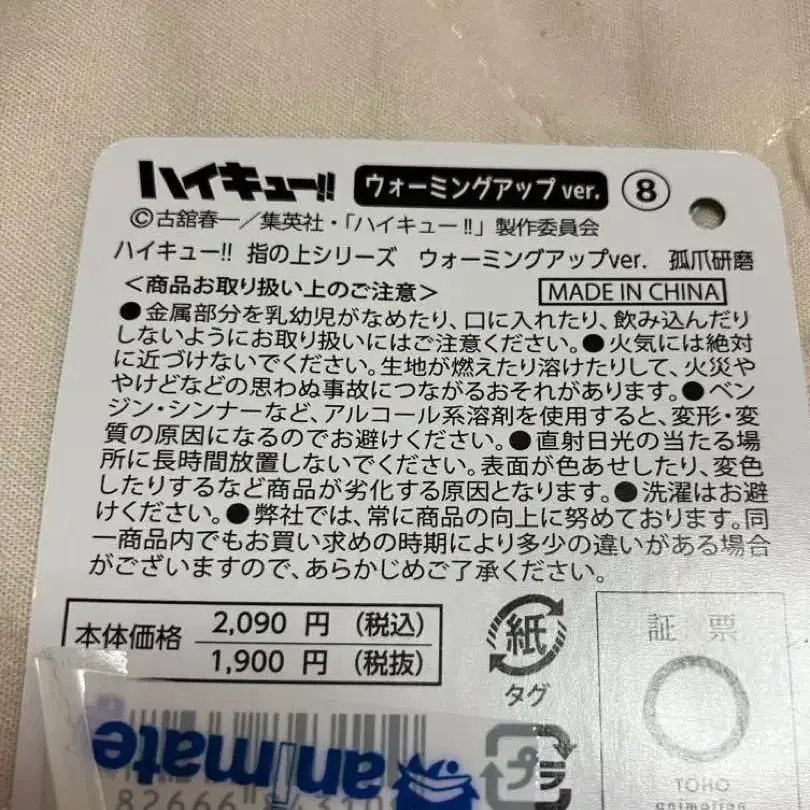 ハイキュー!! ウォーミングアップ ver. ⑧
©古舘春一／集英社・「ハイキュー!!」製作委員会
ハイキュー!! 指の上シリーズ ウォーミングアップver. 孤爪研磨
＜商品お取り扱い上のご注意＞ MADE IN CHINA
●金属部分を乳幼児がなめたり、口に入れたり、飲み込んだり
しないようにお取り扱いにはご注意ください。●火気には絶対
に近づけないでください。生地が燃えたり溶けたりして、火災や
やけどなどの思わぬ事故につながるおそれがあります。●ベン
ジン・シンナーなど、アルコール系溶剤を使用すると、変形・変
質の原因になるのでお避けください。●直射日光の当たる場
所に長時間放置しないでください。表面が色あせしたり、変色
したりするなど商品が劣化する原因となります。●洗濯はお避
けください。●弊社では、常に商品の向上に努めております。同
一商品内でもお買い求めの時期により多少の違いがある場合
がございますので、あらかじめご了承ください。
本体価格 2,090 円 （税込）
1,900 円 （税抜）
紙
タグ
証 票
animate
プラ
TOHO
animation